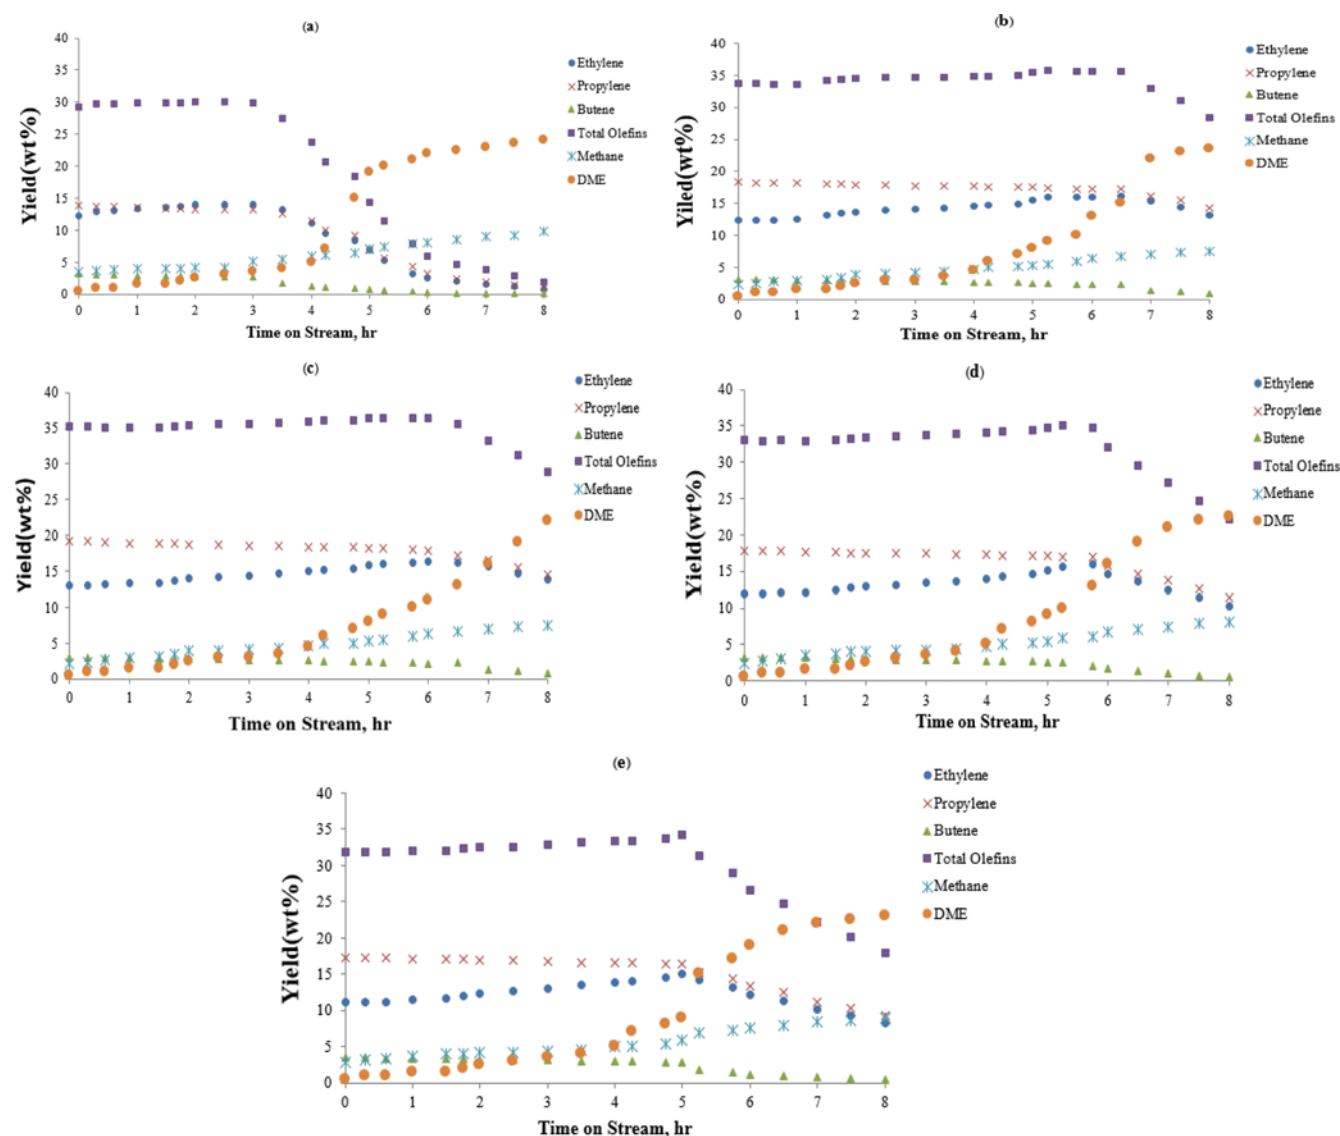 (a)
40
35
30
25
20
15
10
5
0
Yield(wt%)
0 1 2 3 4 5 6 7 8
Time on Stream, hr
Ethylene
Propylene
Butene
Total Olefins
Methane
DME
(b)
40
35
30
25
20
15
10
5
0
Yiled(wt%)
0 1 2 3 4 5 6 7 8
Time on Stream, hr
Ethylene
Propylene
Butene
Total Olefins
Methane
DME
(c)
40
35
30
25
20
15
10
5
0
Yield(wt%)
0 1 2 3 4 5 6 7 8
Time on Stream, hr
Ethylene
Propylene
Butene
Total Olefins
Methane
DME
(d)
40
35
30
25
20
15
10
5
0
Yield(wt%)
0 1 2 3 4 5 6 7 8
Time on Stream, hr
Ethylene
Propylene
Butene
Total Olefins
Methane
DME
(e)
40
35
30
25
20
15
10
5
0
Yield(wt%)
0 1 2 3 4 5 6 7 8
Time on Stream, hr
Ethylene
Propylene
Butene
Total Olefins
Methane
DME